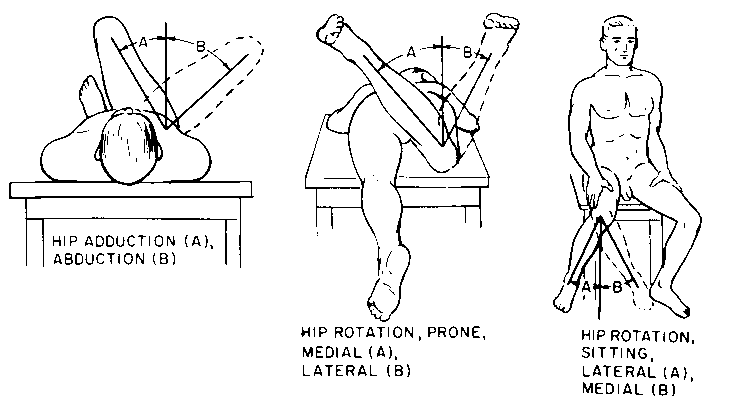 A
B
HIP ADDUCTION (A),
ABDUCTION (B)
A
B
HIP ROTATION, PRONE,
MEDIAL (A),
LATERAL (B)
A
B
HIP ROTATION,
SITTING,
LATERAL (A),
MEDIAL (B)